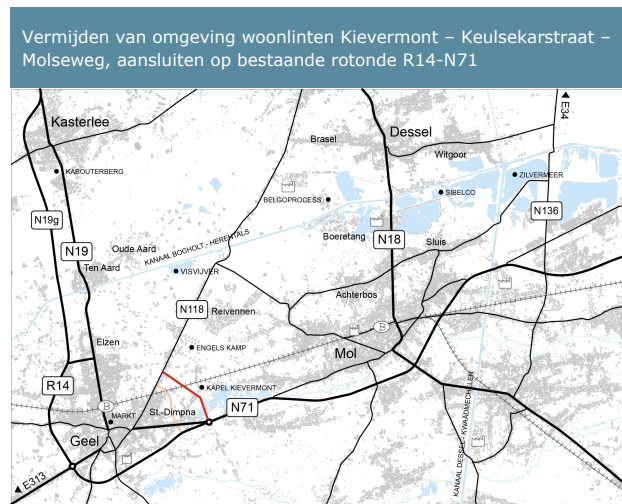 Vermijden van omgeving woonlinten Kievermont – Keulsekarstraat –
Molseweg, aansluiten op bestaande rotonde R14-N71
E34
Kasterlee
Dessel
Brasel
Witgoor
KABOUTERBERG
ZILVERMEER
SIBELCO
BELGOPROCESS
N19g
N136
N19
Oude Aard
KANAAL BOCHOLT - HERENTALS
Boeretang
N18
Sluis
Ten Aard
VISVIJVER
Achterbos
N118
Reivennen
B
Elzen
ENGELS KAMP
Mol
R14
KAPEL KIEVERMONT
B
MARKT
St.-Dimpna
N71
Geel
KANAAL DESSEL - KWAADMECHELEN
E313